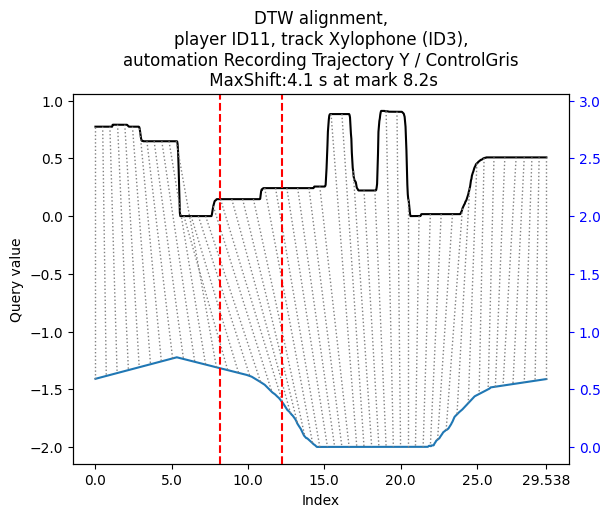 DTW alignment,
player ID11, track Xylophone (ID3),
automation Recording Trajectory Y / ControlGris
MaxShift:4.1 s at mark 8.2s
1.0
0.5
0.0
−0.5
−1.0
−1.5
−2.0
Query value
3.0
2.5
2.0
1.5
1.0
0.5
0.0
0.0 5.0 10.0 15.0 20.0 25.0 29.538
Index